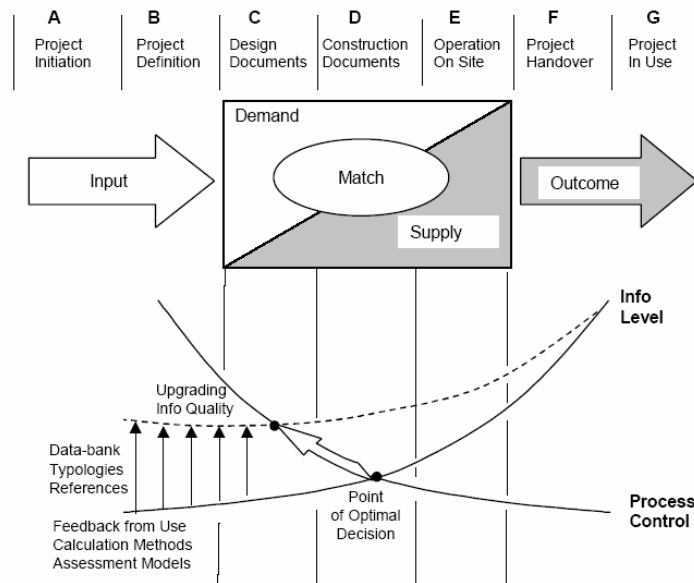 A
Project
Initiation
B
Project
Definition
C
Design
Documents
D
Construction
Documents
E
Operation
On Site
F
Project
Handover
G
Project
In Use
Demand
Input
Match
Outcome
Supply
Info
Level
Upgrading
Info Quality
Data-bank
Typologies
References
Point
of Optimal
Decision
Process
Control
Feedback from Use
Calculation Methods
Assessment Models